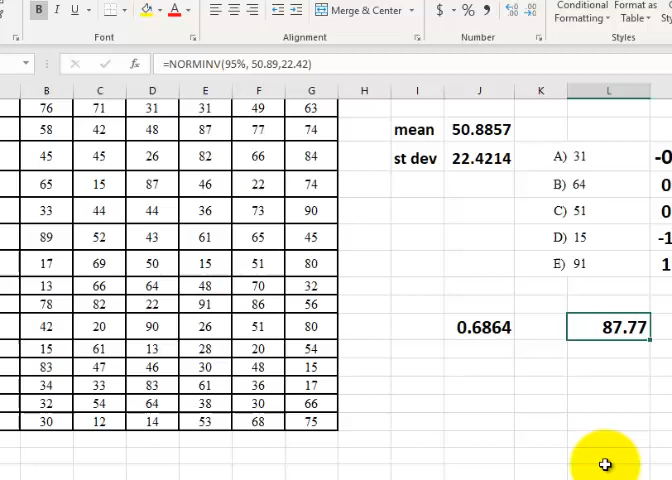 B I U A Merge & Center $ % , Conditional Format as
Formatting Table Styles
Font Alignment Number Styles
fx =NORMINV(95%, 50.89,22.42)
B C D E F G H I J K L
76 71 31 31 49 63
58 42 48 87 77 74 mean 50.8857
45 45 26 82 66 84 st dev 22.4214 A) 31 -0
65 15 87 46 22 74 B) 64 0
33 44 44 36 73 90 C) 51 0
89 52 43 61 65 45 D) 15 -1
17 69 50 15 51 80 E) 91 1
13 66 64 48 70 32
78 82 22 91 86 56
42 20 90 26 51 80 0.6864 87.77
15 61 13 28 20 54
83 47 46 30 48 15
34 33 83 61 36 17
32 54 64 38 30 66
30 12 14 53 68 75